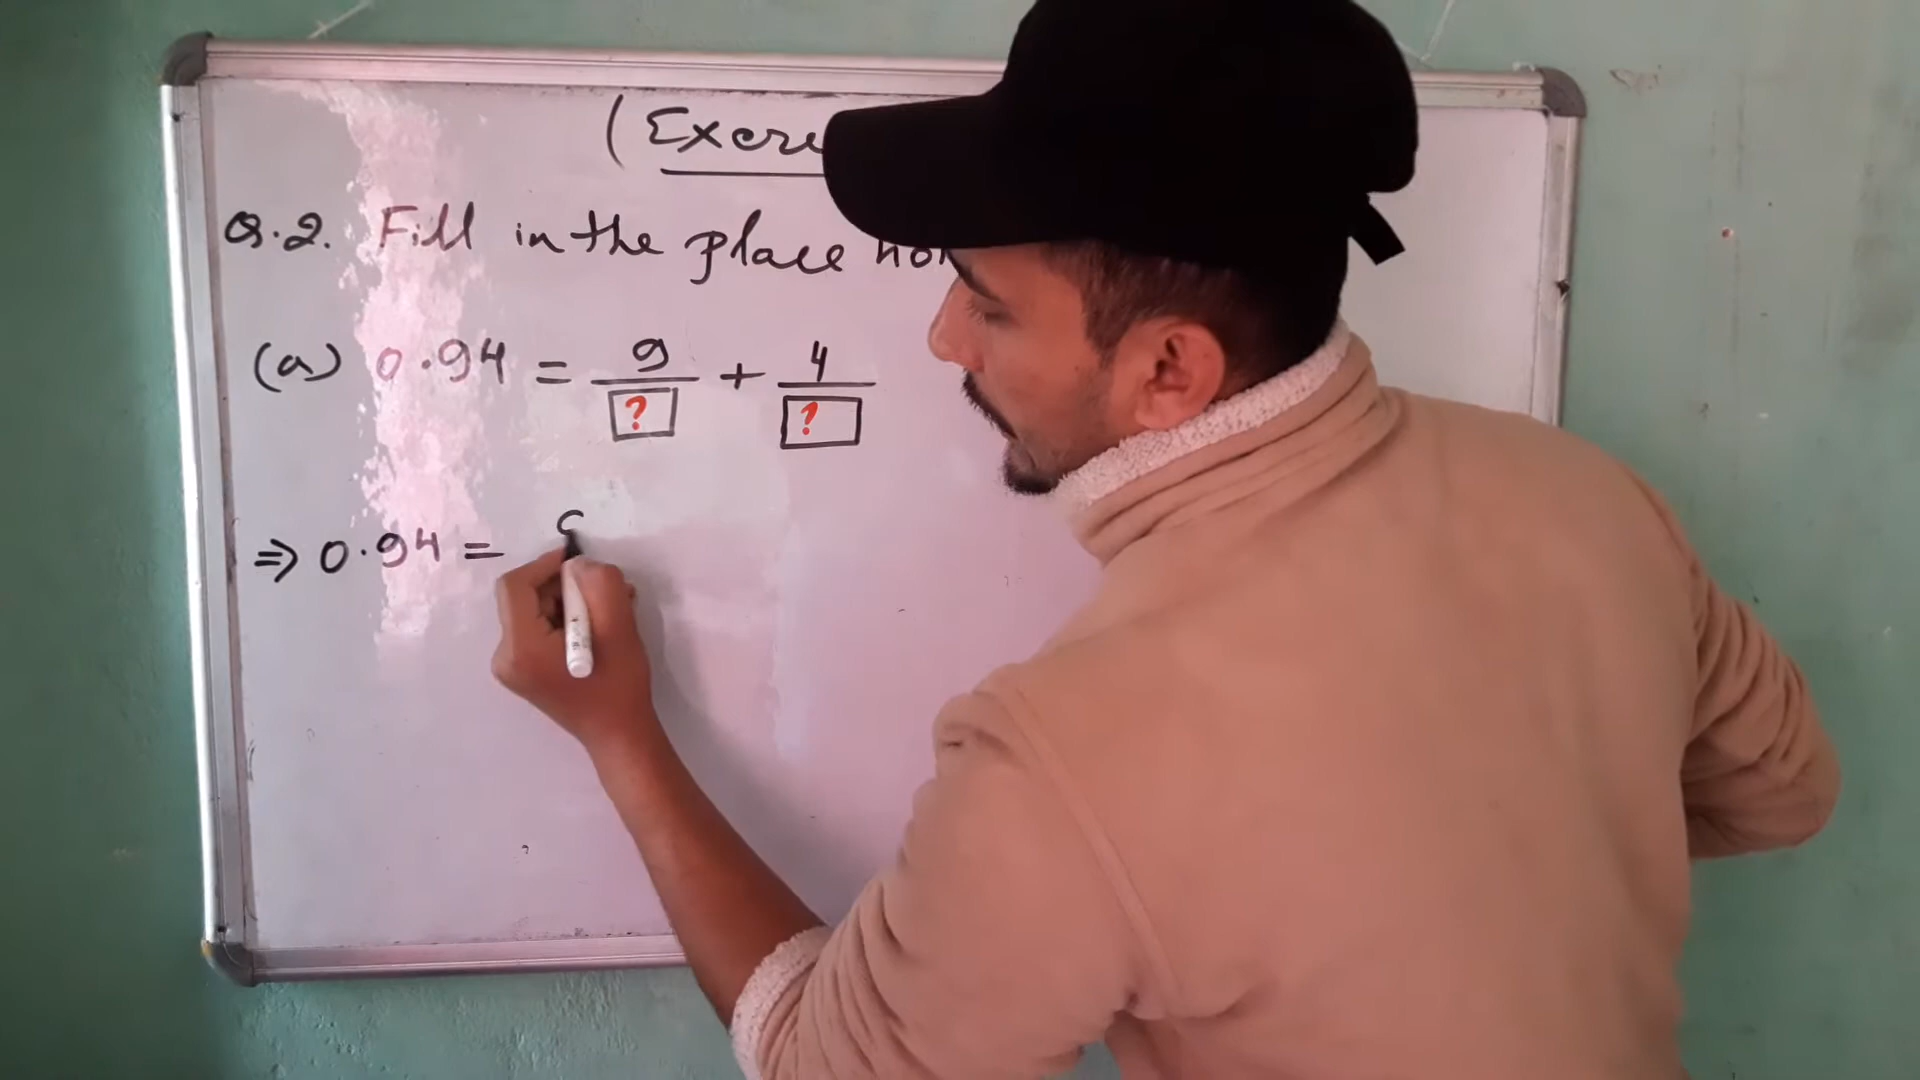 (Exerc
Q.2. Fill in the place
(a) 0.94 = 9/? + 4/?
⇒ 0.94 =